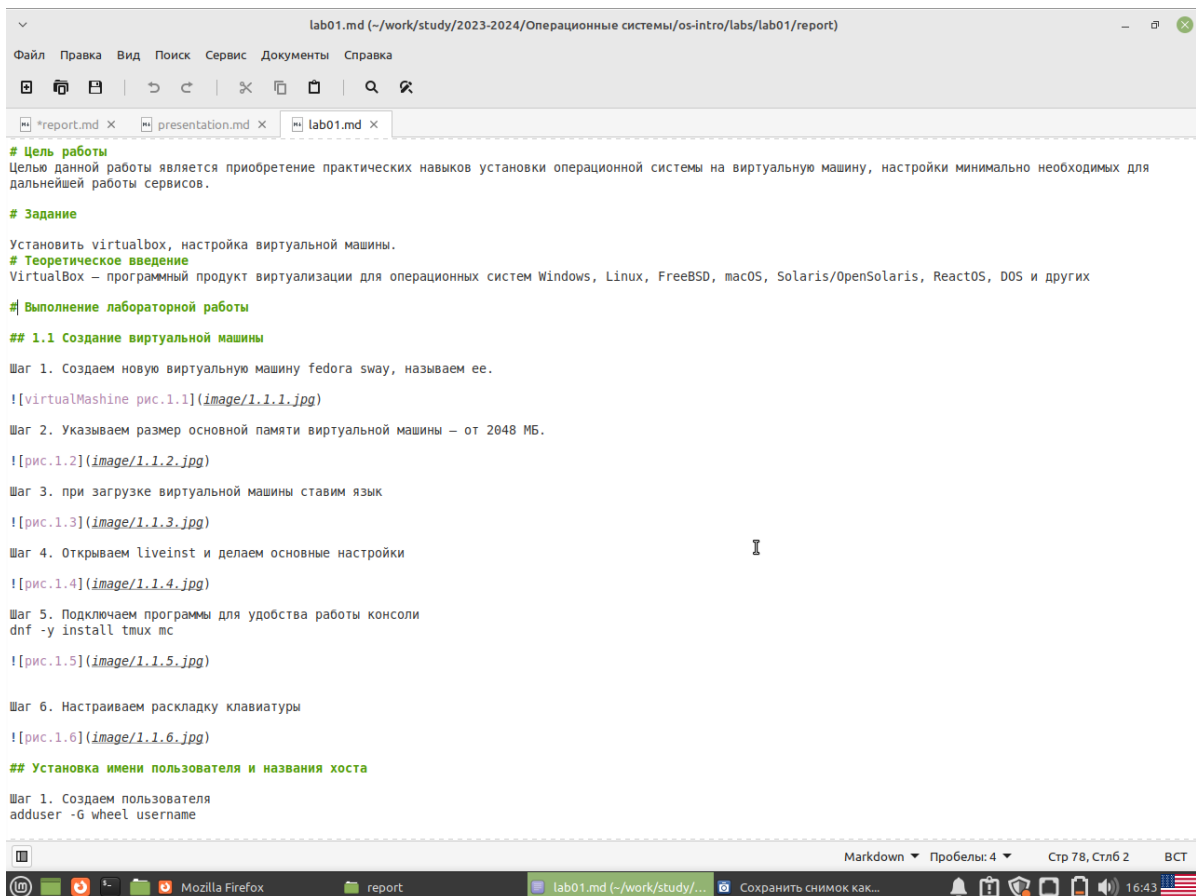 lab01.md (~/work/study/2023-2024/Операционные системы/os-intro/labs/lab01/report)
Файл Правка Вид Поиск Сервис Документы Справка
*report.md presentation.md lab01.md
# Цель работы
Целью данной работы является приобретение практических навыков установки операционной системы на виртуальную машину, настройки минимально необходимых для
дальнейшей работы сервисов.
# Задание
Установить virtualbox, настройка виртуальной машины.
# Теоретическое введение
VirtualBox — программный продукт виртуализации для операционных систем Windows, Linux, FreeBSD, macOS, Solaris/OpenSolaris, ReactOS, DOS и других
# Выполнение лабораторной работы
## 1.1 Создание виртуальной машины
Шаг 1. Создаем новую виртуальную машину fedora sway, называем ее.
![virtualMashine рис.1.1](image/1.1.1.jpg)
Шаг 2. Указываем размер основной памяти виртуальной машины — от 2048 МБ.
![рис.1.2](image/1.1.2.jpg)
Шаг 3. при загрузке виртуальной машины ставим язык
![рис.1.3](image/1.1.3.jpg)
Шаг 4. Открываем liveinst и делаем основные настройки
![рис.1.4](image/1.1.4.jpg)
Шаг 5. Подключаем программы для удобства работы консоли
dnf -y install tmux mc
![рис.1.5](image/1.1.5.jpg)
Шаг 6. Настраиваем раскладку клавиатуры
![рис.1.6](image/1.1.6.jpg)
## Установка имени пользователя и названия хоста
Шаг 1. Создаем пользователя
adduser -G wheel username
Markdown Пробелы: 4 Стр 78, Стлб 2 ВСТ
Mozilla Firefox report lab01.md (~/work/study/... Сохранить снимок как... 16:43